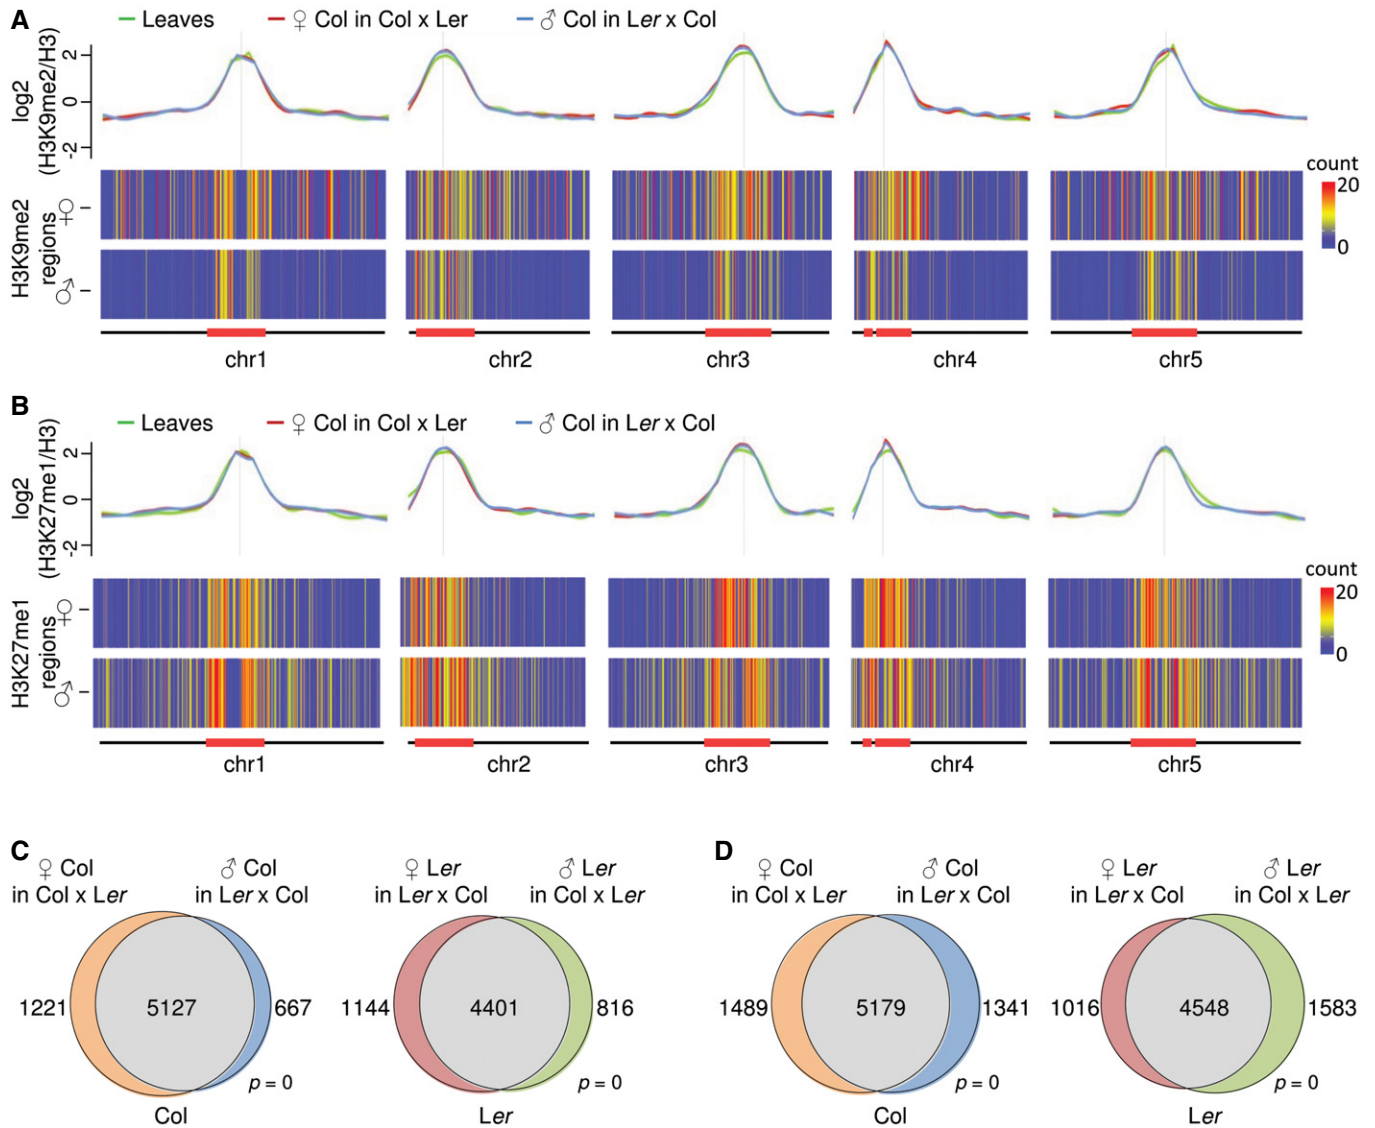 A
Leaves ♀ Col in Col x Ler ♂ Col in Ler x Col
log2
(H3K9me2/H3)
2
0
-2
H3K9me2
regions
♀
♂
count
20
0
chr1 chr2 chr3 chr4 chr5
B
Leaves ♀ Col in Col x Ler ♂ Col in Ler x Col
log2
(H3K27me1/H3)
2
0
-2
H3K27me1
regions
♀
♂
count
20
0
chr1 chr2 chr3 chr4 chr5
C
♀ Col
in Col x Ler
♂ Col
in Ler x Col
1221 5127 667
p = 0
Col
♀ Ler
in Ler x Col
♂ Ler
in Col x Ler
1144 4401 816
p = 0
Ler
D
♀ Col
in Col x Ler
♂ Col
in Ler x Col
1489 5179 1341
p = 0
Col
♀ Ler
in Ler x Col
♂ Ler
in Col x Ler
1016 4548 1583
p = 0
Ler